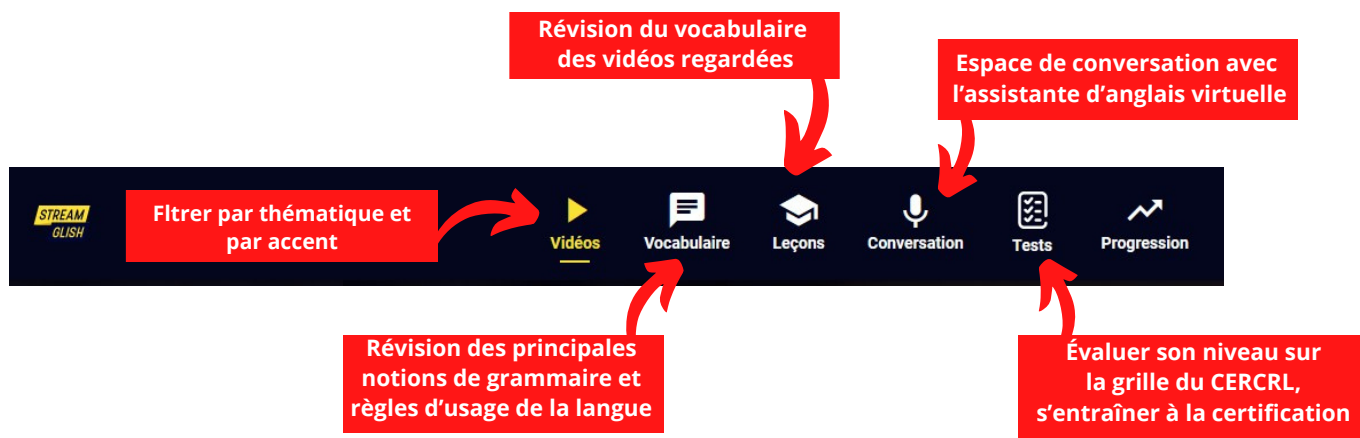 Révision du vocabulaire
des vidéos regardées
Espace de conversation avec
l'assistante d'anglais virtuelle
STREAM
GLISH
Fltrer par thématique et
par accent
Vidéos
Vocabulaire
Leçons
Conversation
Tests
Progression
Révision des principales
notions de grammaire et
règles d'usage de la langue
Évaluer son niveau sur
la grille du CERCRL,
s'entraîner à la certification